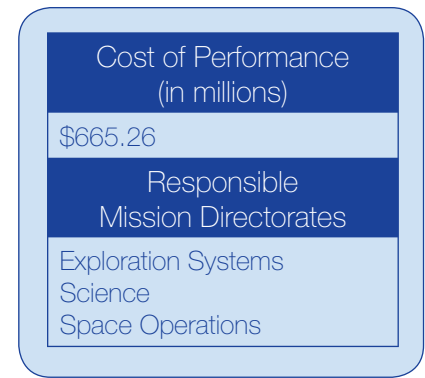 Cost of Performance
(in millions)
$665.26
Responsible
Mission Directorates
Exploration Systems
Science
Space Operations